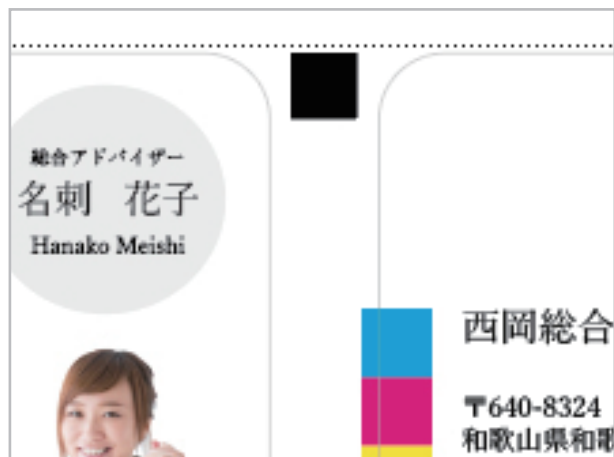 総合アドバイザー
名刺　花子
Hanako Meishi
西岡総合
〒640-8324
和歌山県和歌